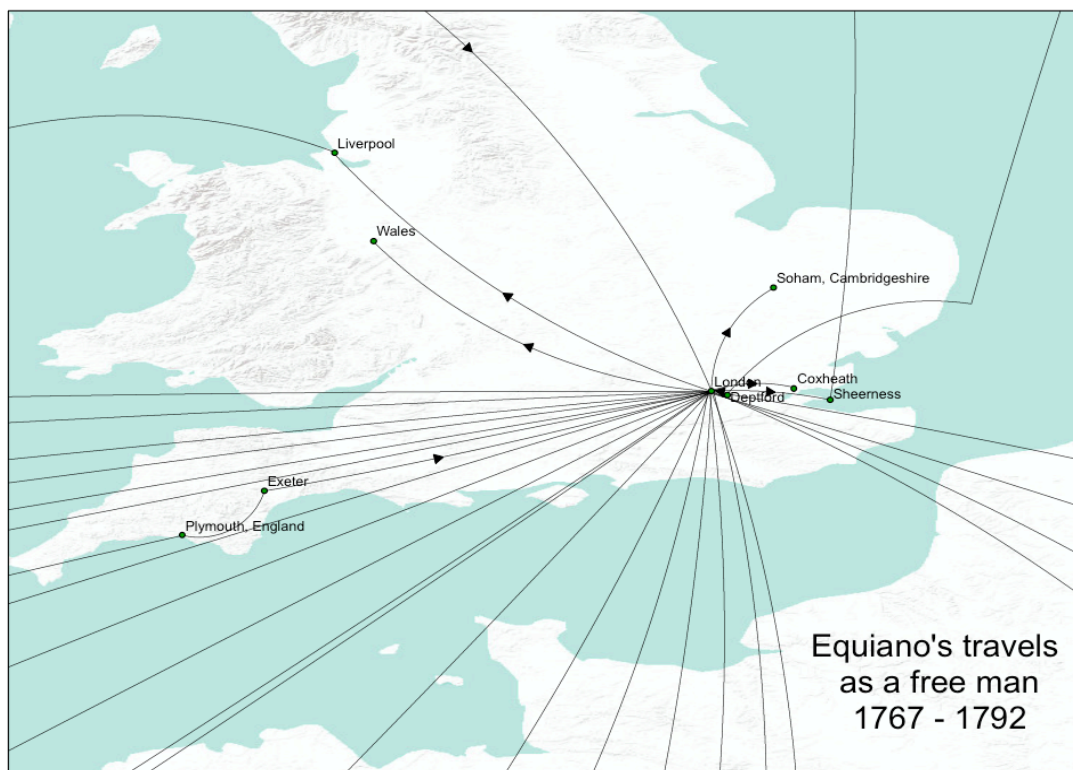 Liverpool
Wales
Soham, Cambridgeshire
London
Coxheath
Deptford
Sheerness
Exeter
Plymouth, England
Equiano's travels
as a free man
1767 - 1792